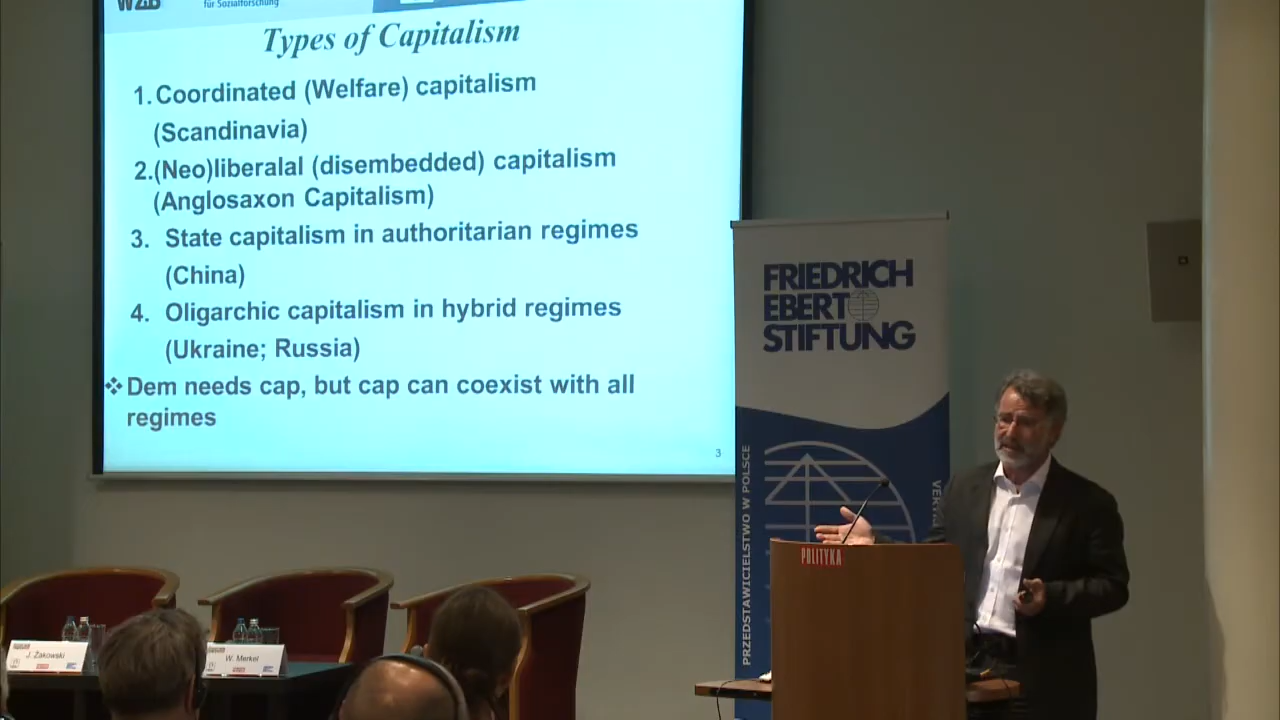 WZB
für Sozialforschung
Types of Capitalism
1. Coordinated (Welfare) capitalism
(Scandinavia)
2.(Neo)liberalal (disembedded) capitalism
(Anglosaxon Capitalism)
3. State capitalism in authoritarian regimes
(China)
4. Oligarchic capitalism in hybrid regimes
(Ukraine; Russia)
❖Dem needs cap, but cap can coexist with all
regimes
3
FRIEDRICH
EBERT
STIFTUNG
PRZEDSTAWICIELSTWO W POLSCE
POLITYKA
J. Żakowski
W. Merkel